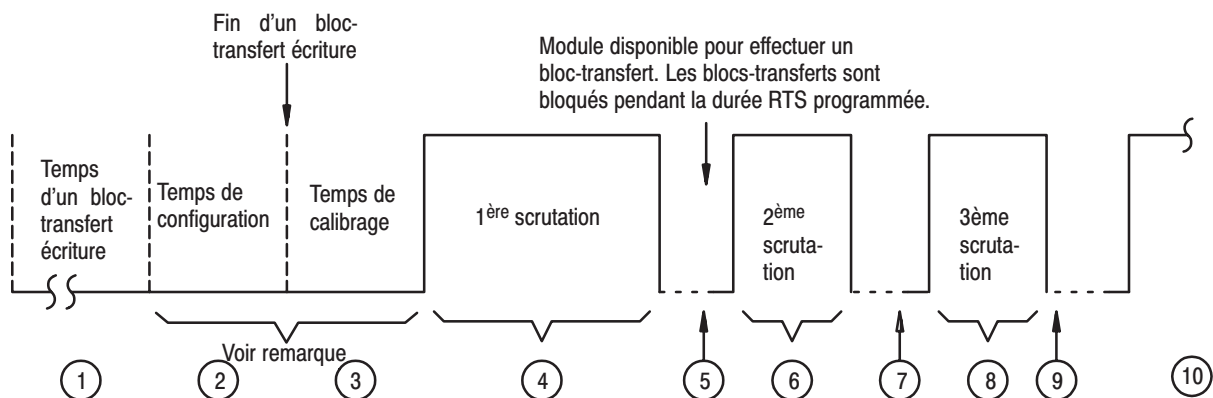 Fin d'un bloc-
transfert écriture
Module disponible pour effectuer un
bloc-transfert. Les blocs-transferts sont
bloqués pendant la durée RTS programmée.
Temps
d'un bloc-
transfert
écriture
Temps de
configuration
Temps de
calibrage
1ère scrutation
2ème
scruta-
tion
3ème
scruta-
tion
Voir remarque
1 2 3 4 5 6 7 8 9 10